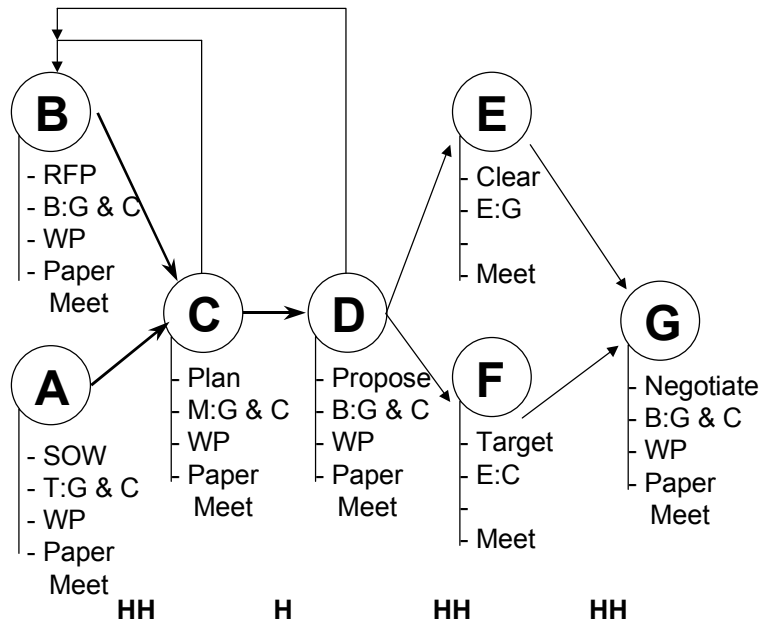 B
- RFP
- B:G & C
- WP
- Paper
Meet
A
- SOW
- T:G & C
- WP
- Paper
Meet
C
- Plan
- M:G & C
- WP
- Paper
Meet
D
- Propose
- B:G & C
- WP
- Paper
Meet
E
- Clear
- E:G
-
- Meet
F
- Target
- E:C
-
- Meet
G
- Negotiate
- B:G & C
- WP
- Paper
Meet
HH H HH HH